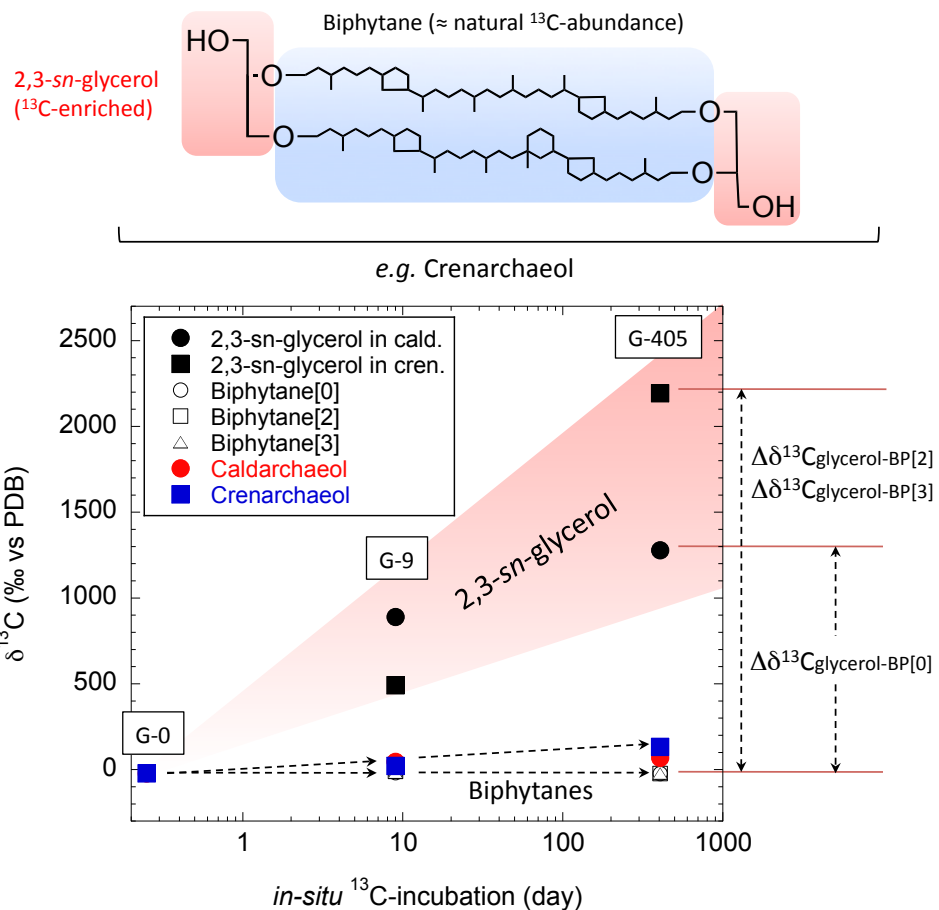 Biphytane (≈ natural ¹³C-abundance)
HO
2,3-sn-glycerol
(¹³C-enriched)
O
O
O
O
OH
e.g. Crenarchaeol
2500
2000
1500
1000
500
0
δ¹³C (‰ vs PDB)
2,3-sn-glycerol in cald.
2,3-sn-glycerol in cren.
Biphytane[0]
Biphytane[2]
Biphytane[3]
Caldarchaeol
Crenarchaeol
G-405
G-9
G-0
2,3-sn-glycerol
Biphytanes
Δδ¹³Cglycerol-BP[2]
Δδ¹³Cglycerol-BP[3]
Δδ¹³Cglycerol-BP[0]
1
10
100
1000
in-situ ¹³C-incubation (day)